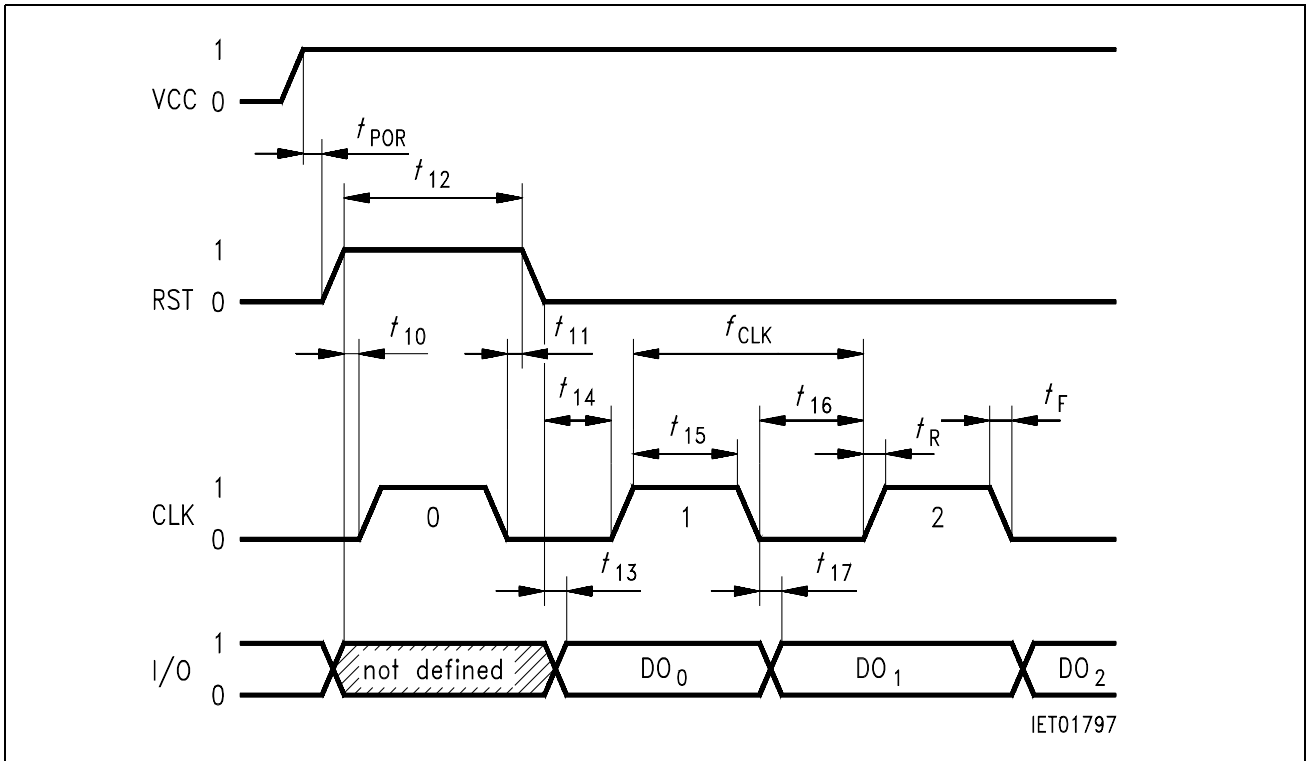 1
VCC 0
t POR
t 12
1
RST 0
t 10
t 11
f CLK
t 14
t 16
t F
t 15
t R
1
CLK 0
0
1
2
t 13
t 17
1
I/O 0
not defined
DO 0
DO 1
DO 2
IET01797